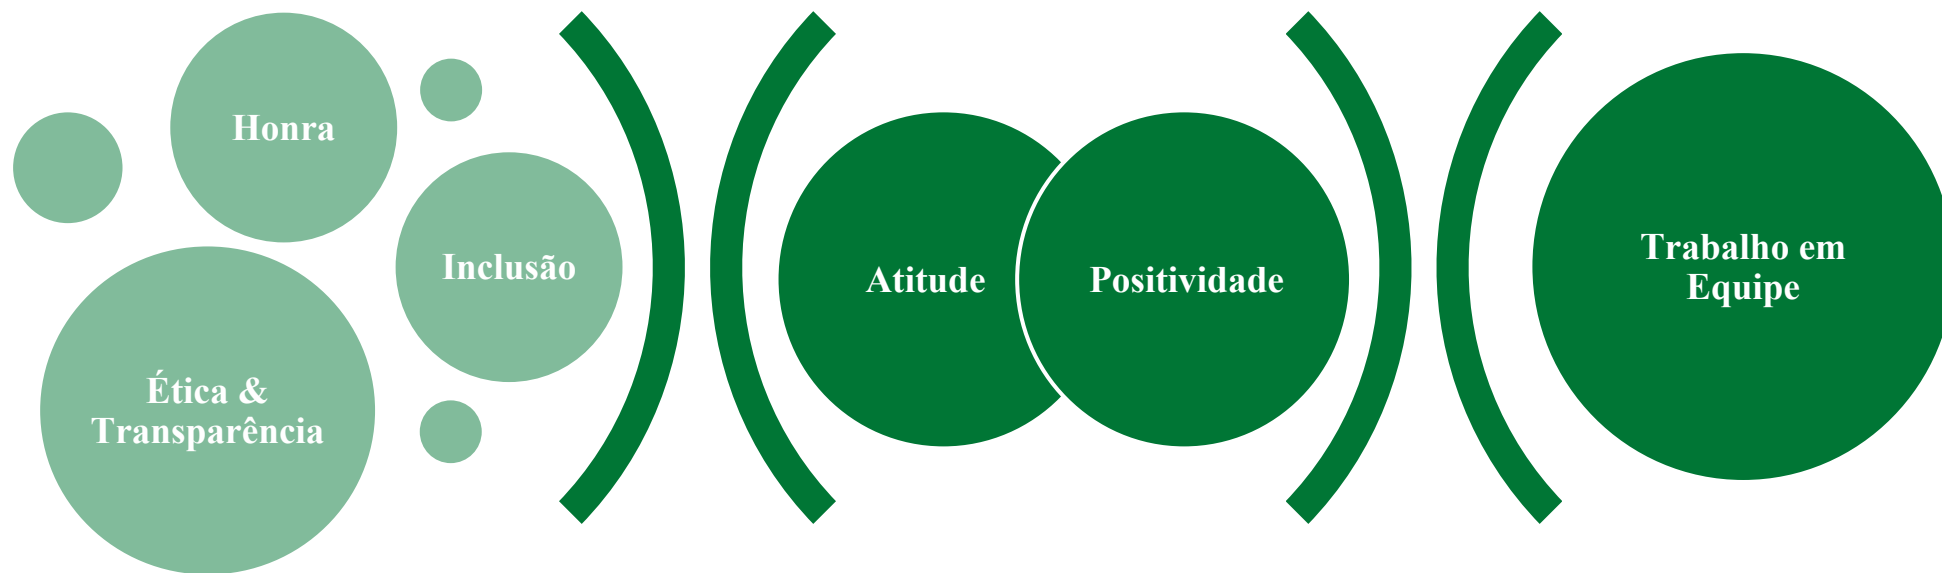 Honra
Inclusão
Ética &
Transparência
Atitude
Positividade
Trabalho em
Equipe